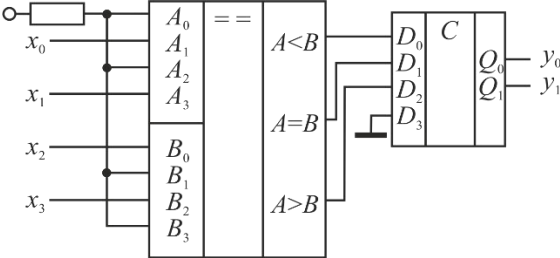 A₀ == 
x₀ A₁ A<B D₀ C
A₂ D₁ Q₀ y₀
x₁ A₃ D₂ Q₁ y₁
A=B D₃
x₂ B₀
B₁
x₃ B₂ A>B
B₃